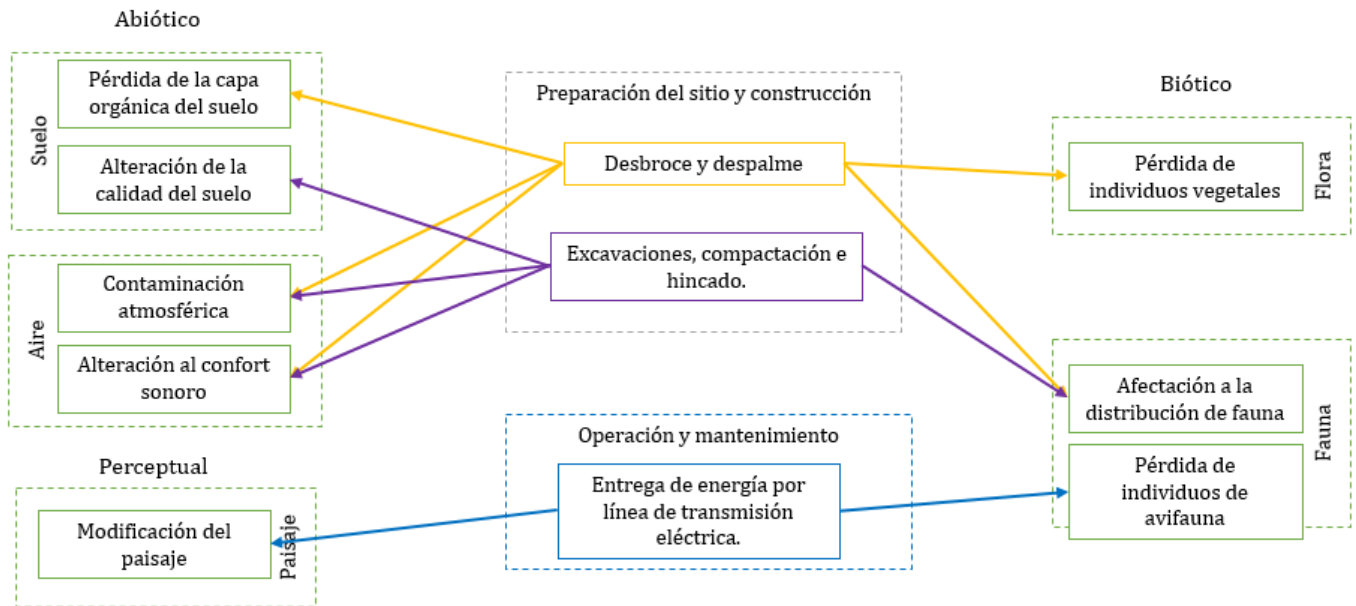 Abiótico
Suelo
Pérdida de la capa
orgánica del suelo
Alteración de la
calidad del suelo
Aire
Contaminación
atmosférica
Alteración al confort
sonoro
Perceptual
Modificación del
paisaje
Paisaje
Preparación del sitio y construcción
Desbroce y despalme
Excavaciones, compactación e
hincado.
Operación y mantenimiento
Entrega de energía por
línea de transmisión
eléctrica.
Biótico
Pérdida de
individuos vegetales
Flora
Afectación a la
distribución de fauna
Pérdida de
individuos de
avifauna
Fauna